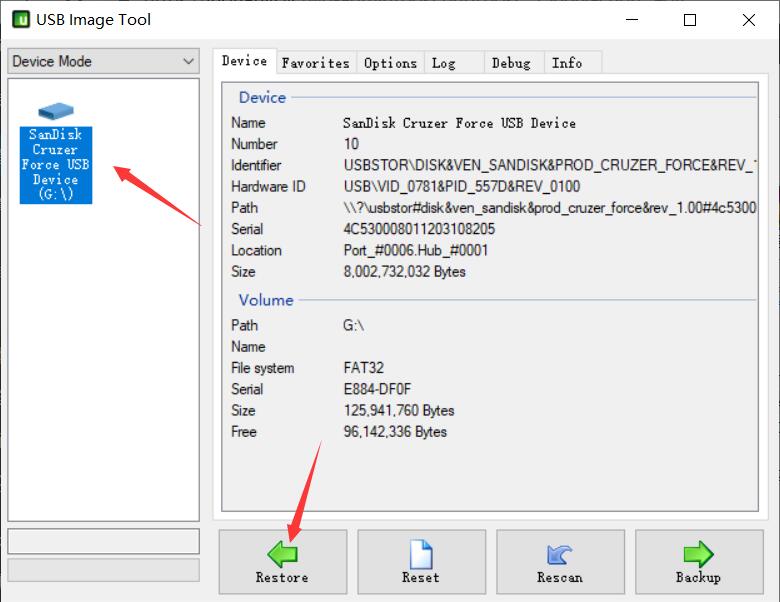 USB Image Tool
Device Mode
SanDisk
Cruzer
Force USB
Device
(G:\)
Device Favorites Options Log Debug Info
Device
Name SanDisk Cruzer Force USB Device
Number 10
Identifier USBSTOR\DISK&VEN_SANDISK&PROD_CRUZER_FORCE&REV_1
Hardware ID USB\VID_0781&PID_557D&REV_0100
Path \\?\usbstor#disk&ven_sandisk&prod_cruzer_force&rev_1.00#4c5300
Serial 4C530008011203108205
Location Port_#0006.Hub_#0001
Size 8,002,732,032 Bytes
Volume
Path G:\
Name
File system FAT32
Serial E884-DF0F
Size 125,941,760 Bytes
Free 96,142,336 Bytes
Restore Reset Rescan Backup